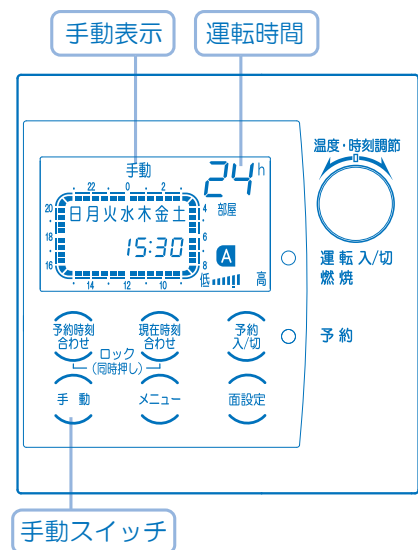 手動表示 運転時間
温度・時刻調節
手動 24h
22 ・ 0 ・ 2
20 日月火水木金土 4 部屋
18 15:30 6
16 A 8
14 ・ 12 ・ 10
低 高
運転 入/切
燃焼
予約時刻 合わせ
現在時刻 合わせ
予約 入/切
予約
ロック
(同時押し)
手動 メニュー 面設定
手動スイッチ